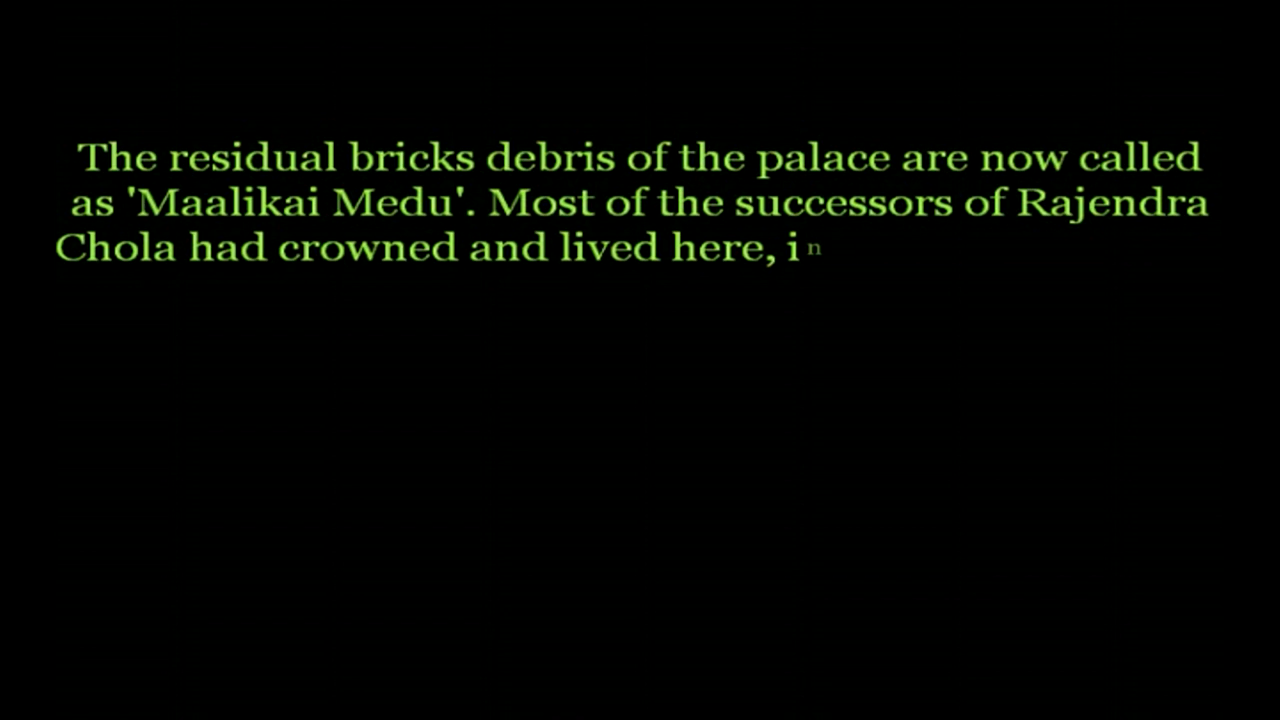 The residual bricks debris of the palace are now called
as 'Maalikai Medu'. Most of the successors of Rajendra
Chola had crowned and lived here, in